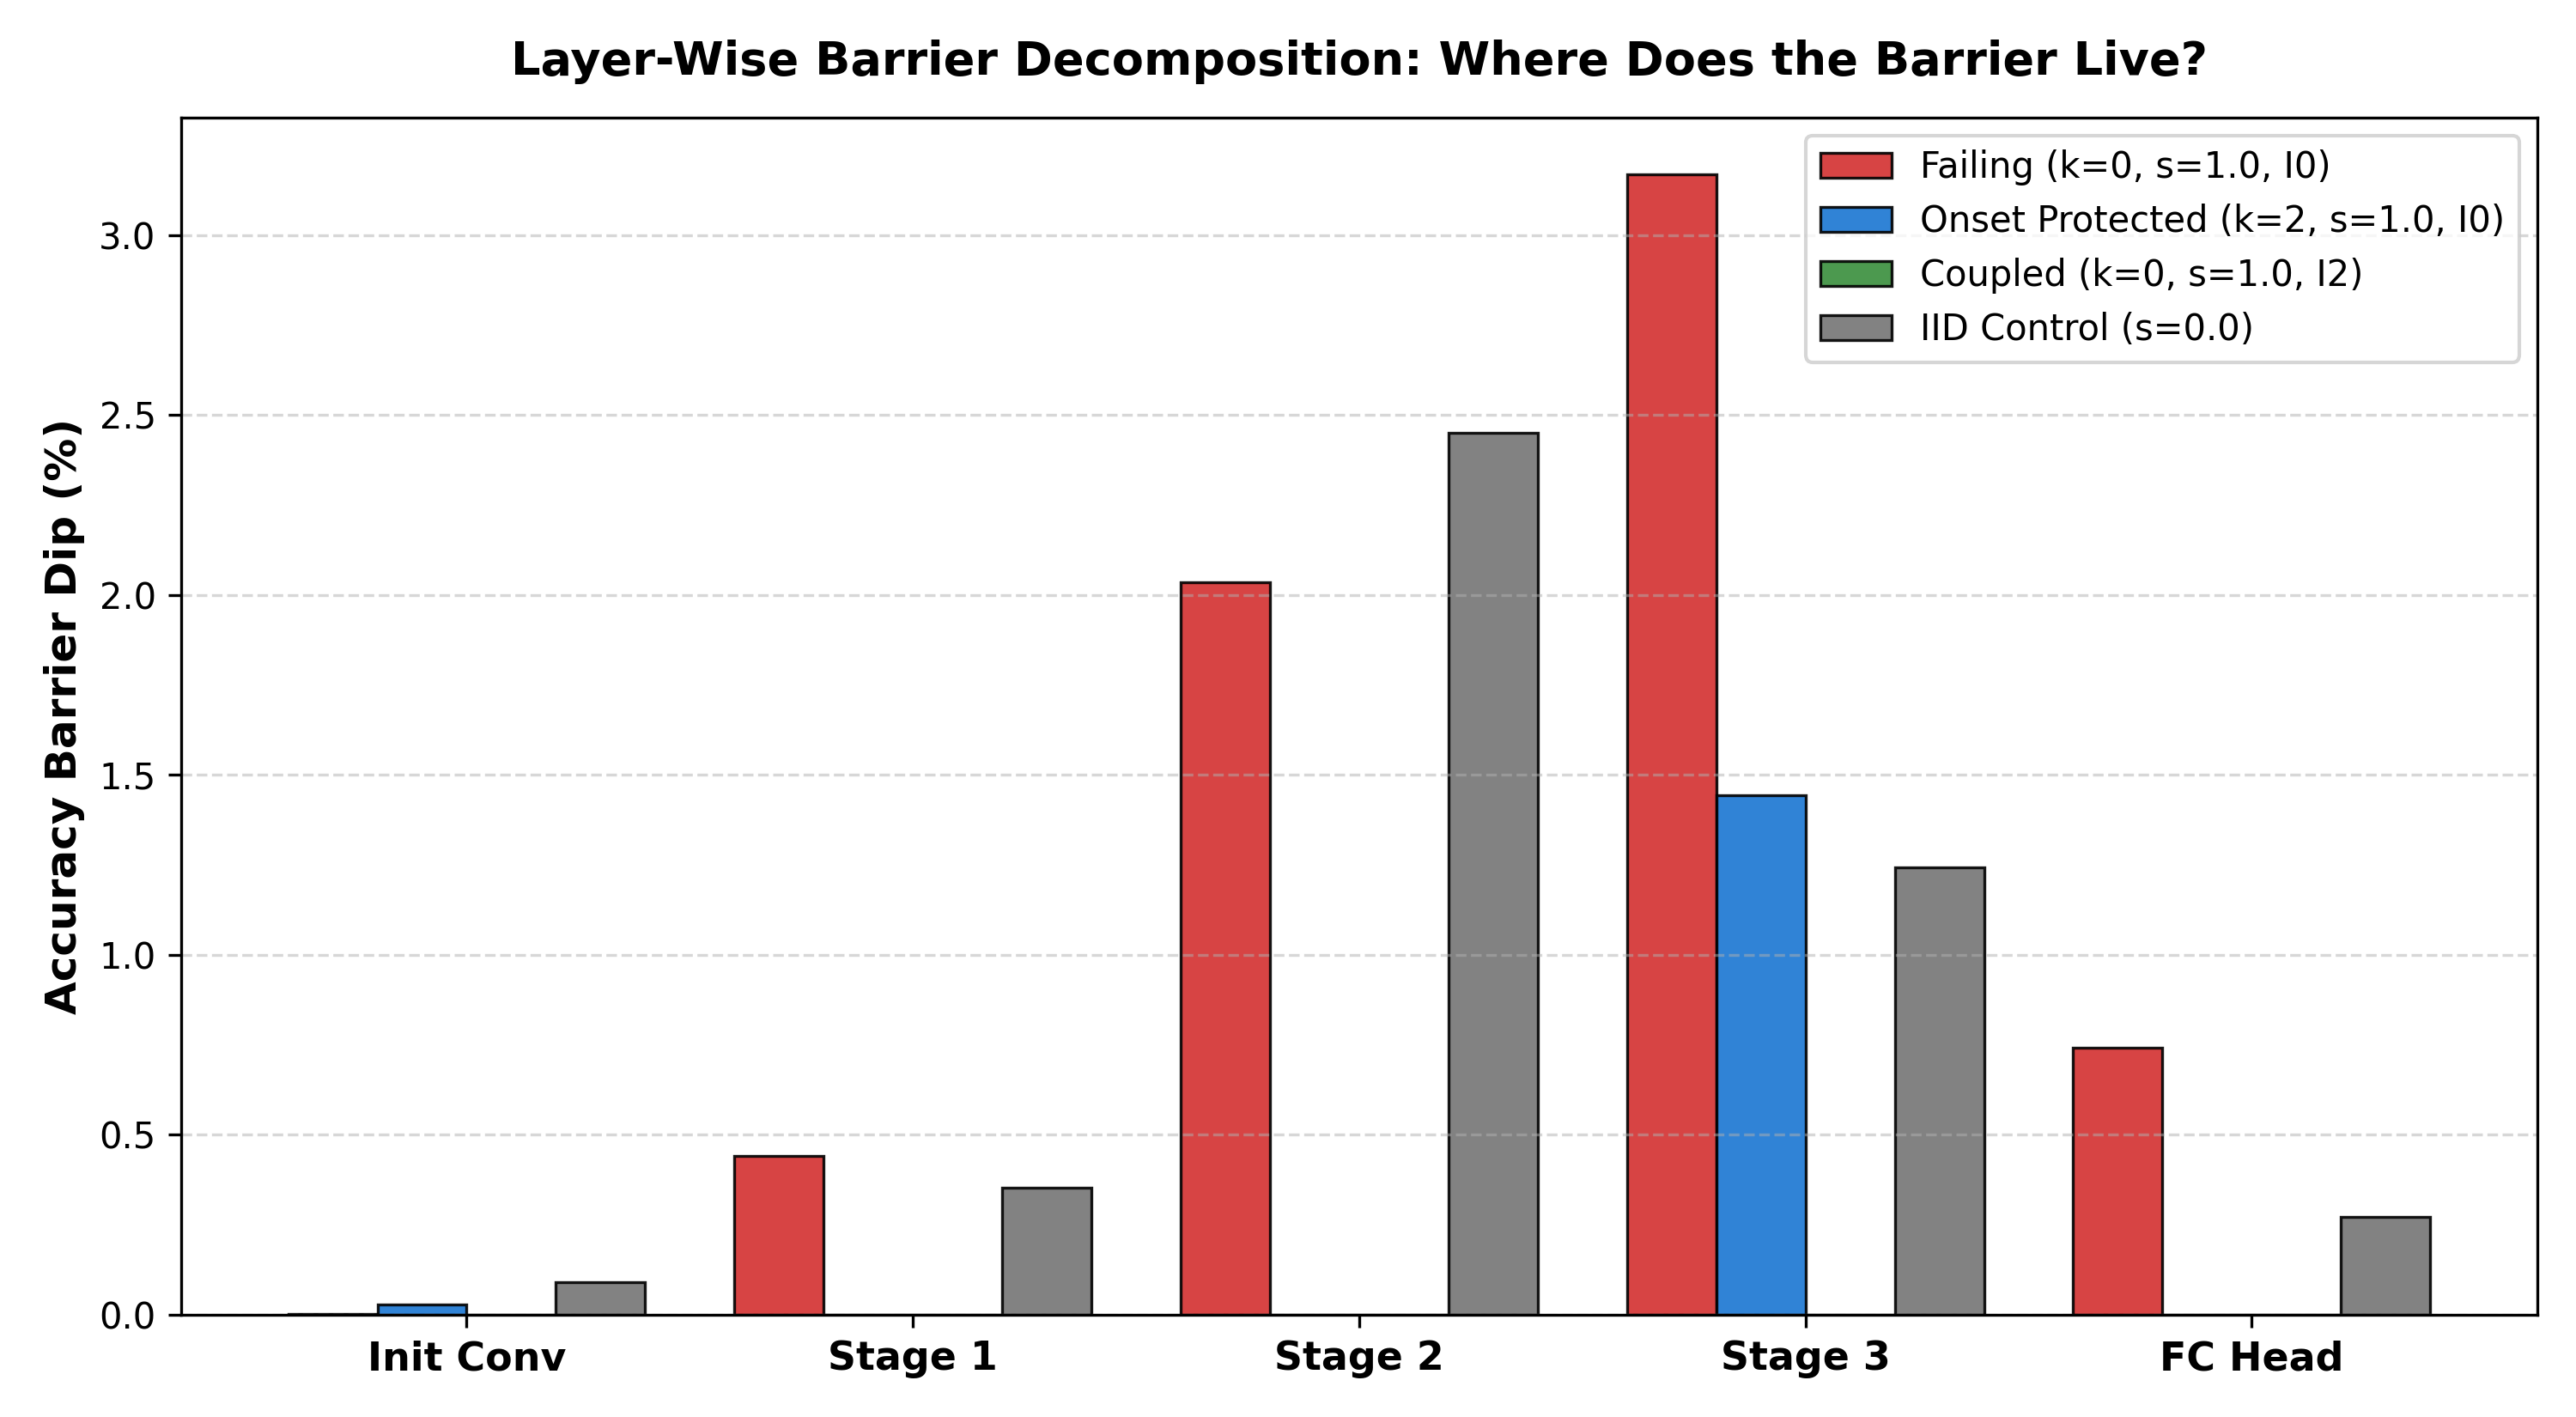 Layer-Wise Barrier Decomposition: Where Does the Barrier Live?
Accuracy Barrier Dip (%)
3.0
2.5
2.0
1.5
1.0
0.5
0.0
Failing (k=0, s=1.0, I0)
Onset Protected (k=2, s=1.0, I0)
Coupled (k=0, s=1.0, I2)
IID Control (s=0.0)
Init Conv
Stage 1
Stage 2
Stage 3
FC Head